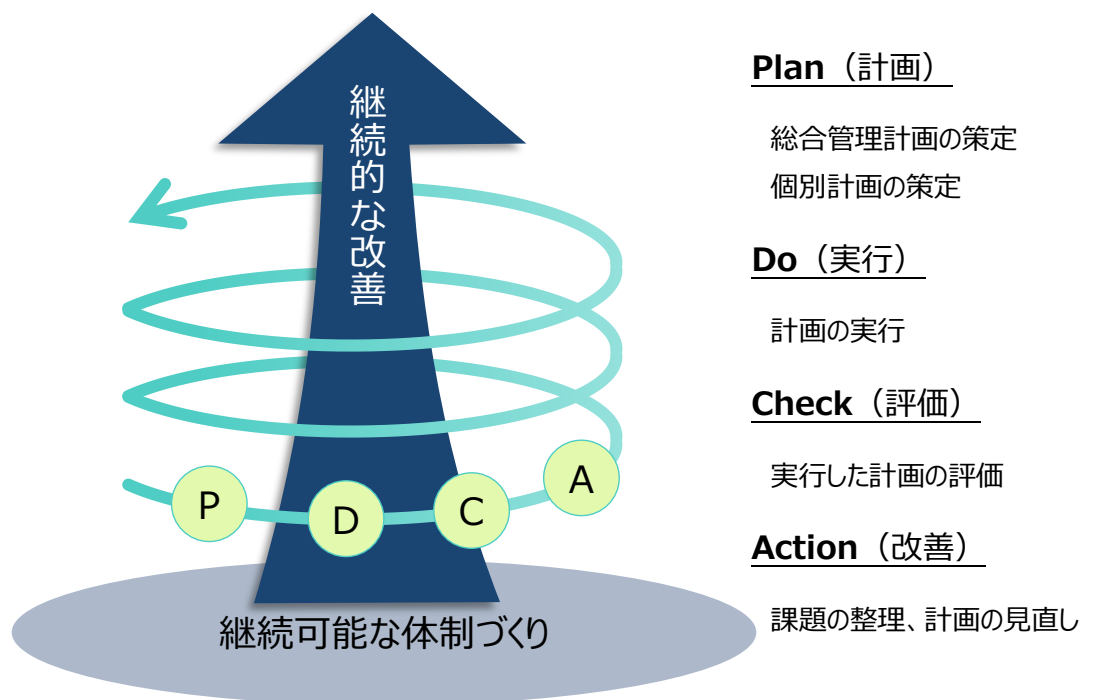 継続的な改善
P
D
C
A
継続可能な体制づくり
Plan（計画）
総合管理計画の策定
個別計画の策定
Do（実行）
計画の実行
Check（評価）
実行した計画の評価
Action（改善）
課題の整理、計画の見直し